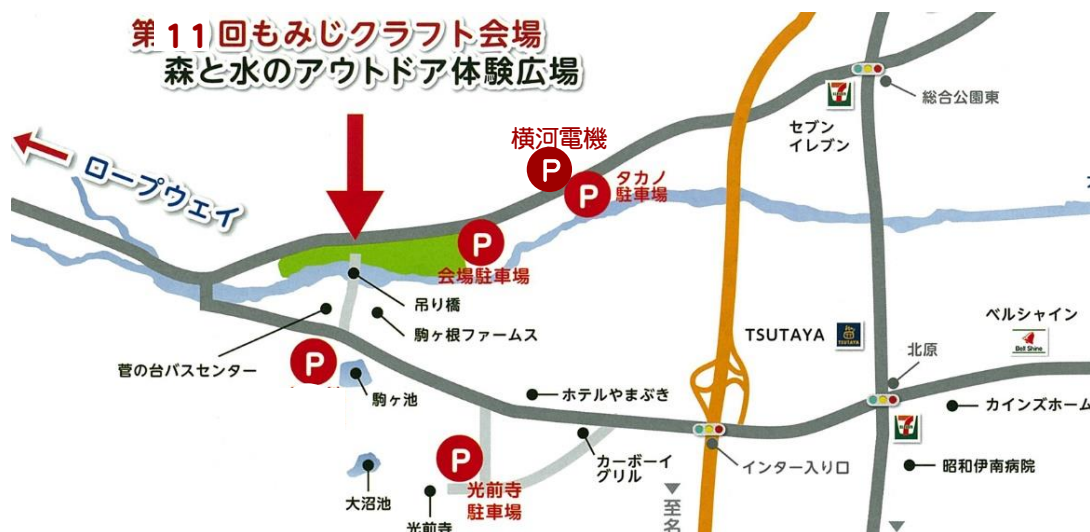 第11回もみじクラフト会場
森と水のアウトドア体験広場
ロープウェイ
横河電機
P
P
タカノ
駐車場
P
会場駐車場
7
セブン
イレブン
総合公園東
吊り橋
駒ヶ根ファームス
菅の台バスセンター
P
駒ヶ池
大沼池
光前寺
P
光前寺
駐車場
ホテルやまぶき
カーボーイ
グリル
TSUTAYA
TSUTAYA
インター入り口
▼至名
北原
ベルシャイン
Bell Shine
カインズホーム
7
昭和伊南病院
▼